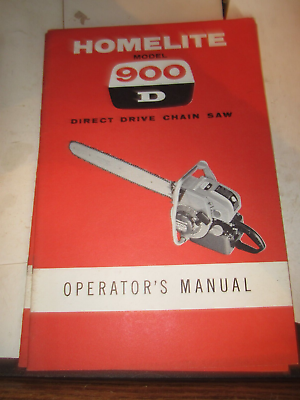 HOMELITE
MODEL
900
D
DIRECT DRIVE CHAIN SAW
OPERATOR'S MANUAL